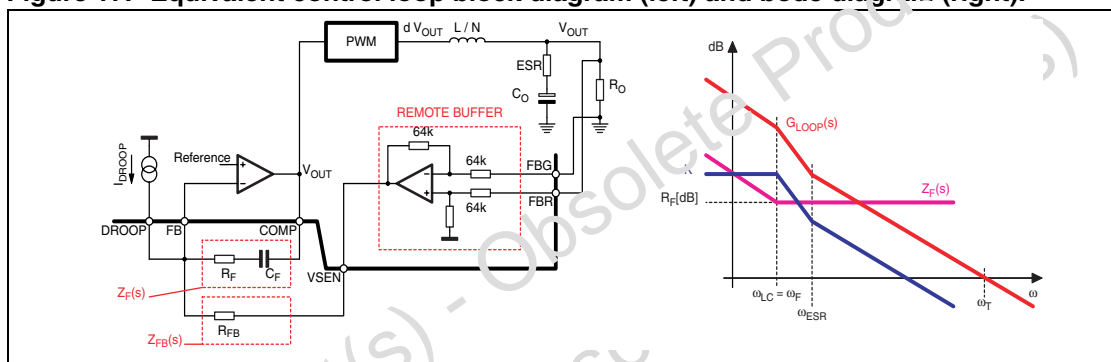 Figure 17. Equivalent control loop block diagram (left) and bode diagram (right).
PWM
d VOUT
L / N
VOUT
ESR
CO
RO
REMOTE BUFFER
64k
64k
FBG
64k
FBR
IDROOP
Reference
VOUT
DROOP
FB
COMP
VSEN
RF
CF
ZF(s)
RFB
ZFB(s)
dB
GLOOP(s)
K
ZF(s)
RF[dB]
ωLC = ωF
ωESR
ωT
ω
(s) - Obsolete Prod
s)